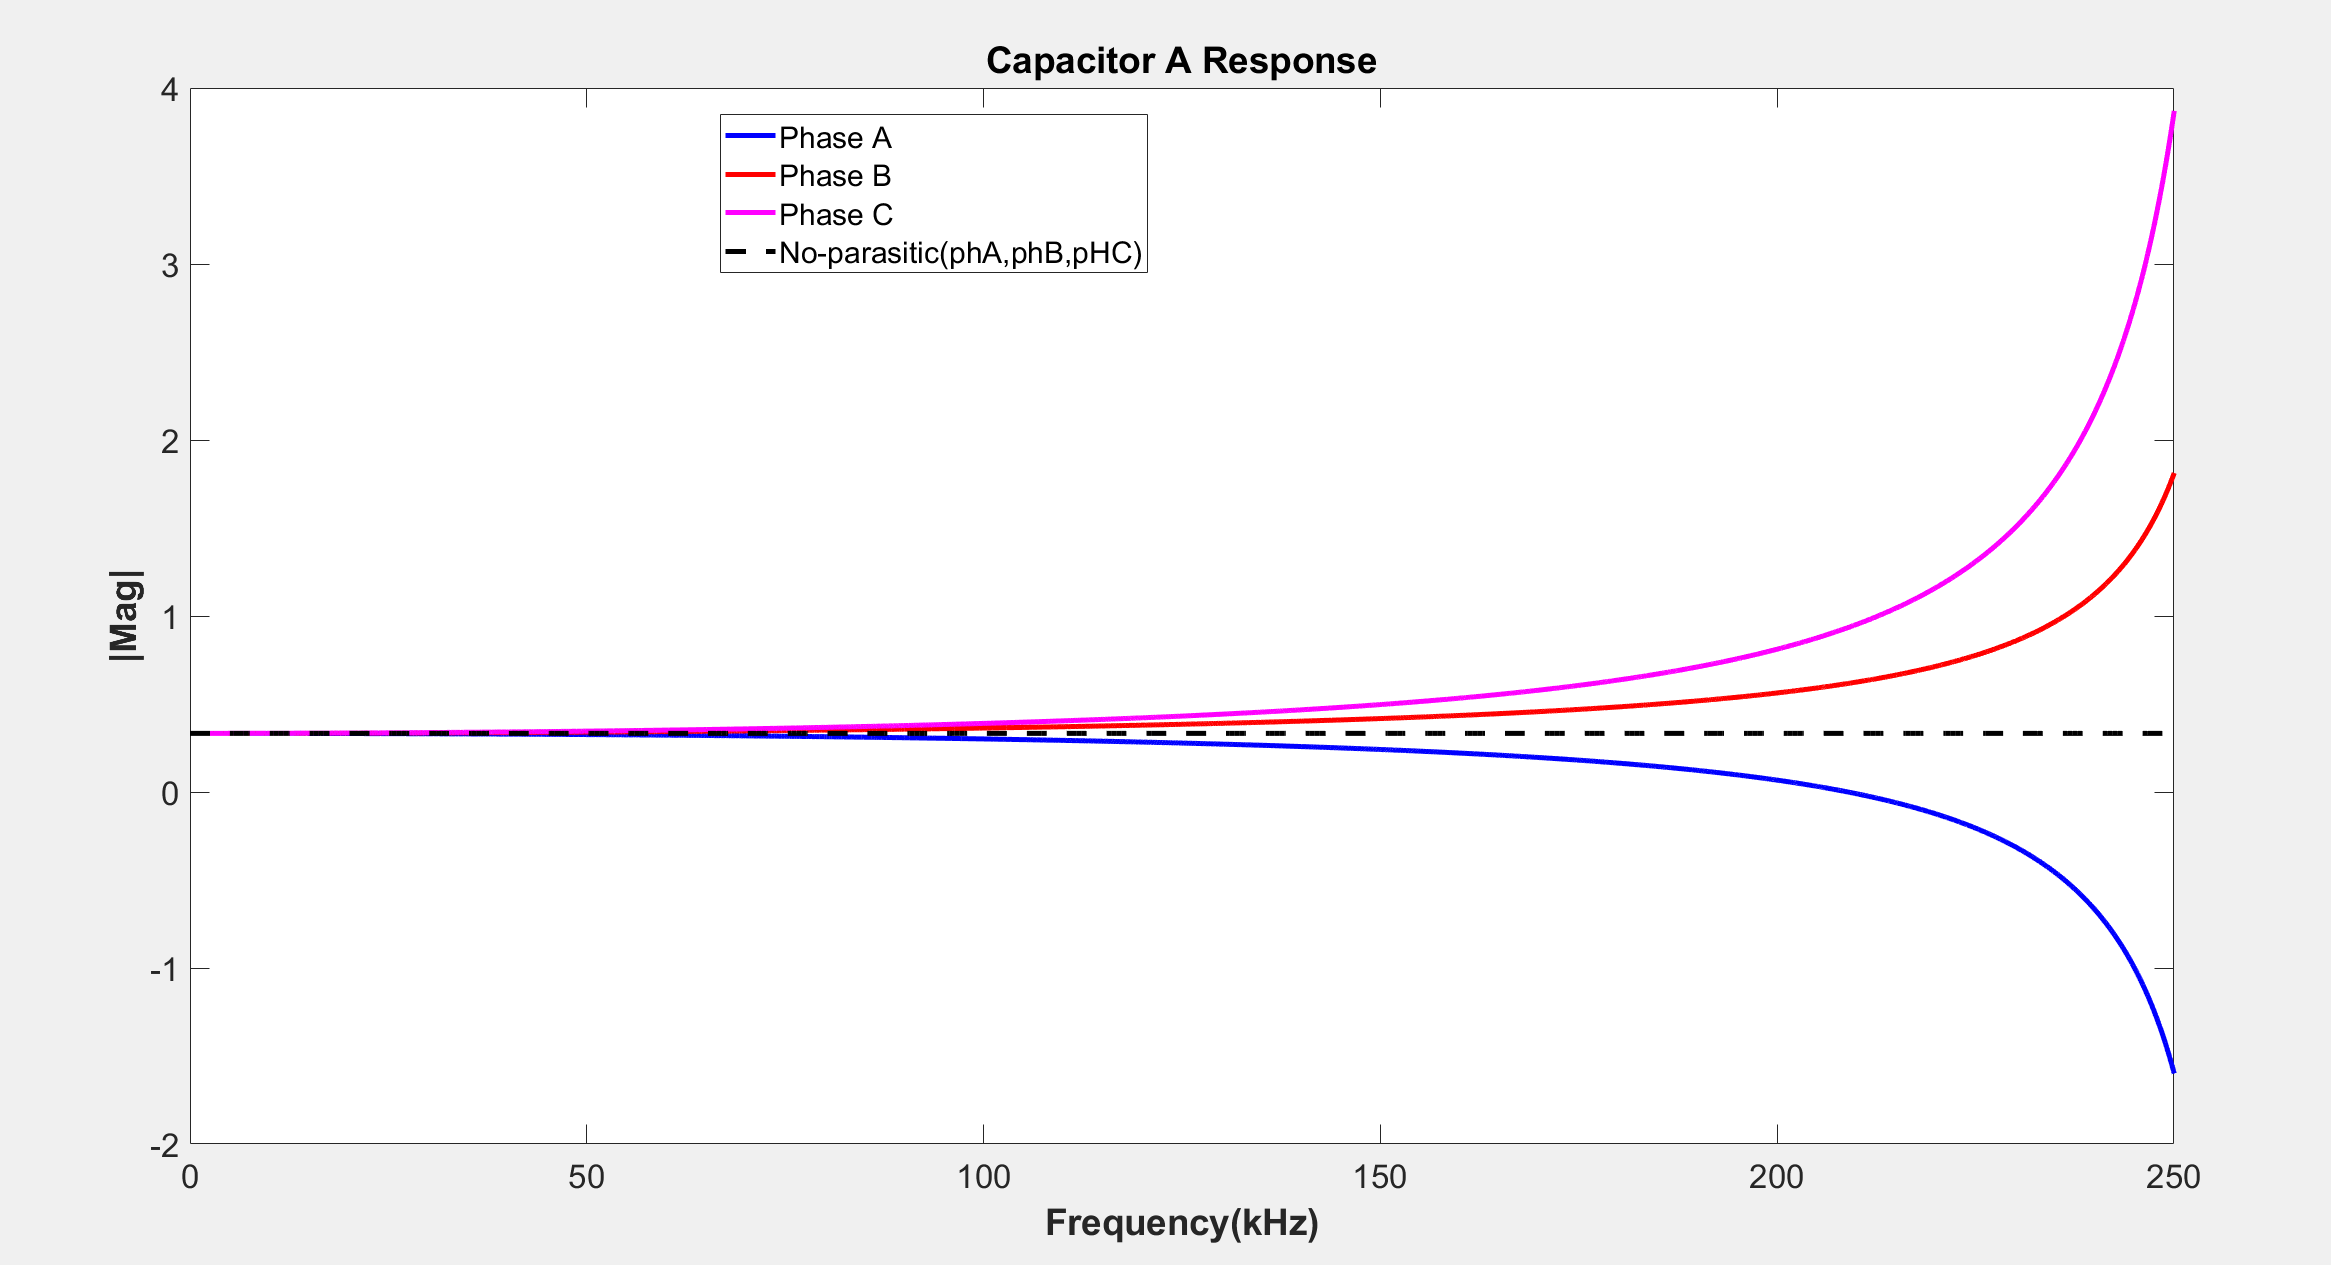 Capacitor A Response
4
3
2
1
0
-1
-2
|Mag|
Phase A
Phase B
Phase C
No-parasitic(phA,phB,pHC)
0 50 100 150 200 250
Frequency(kHz)